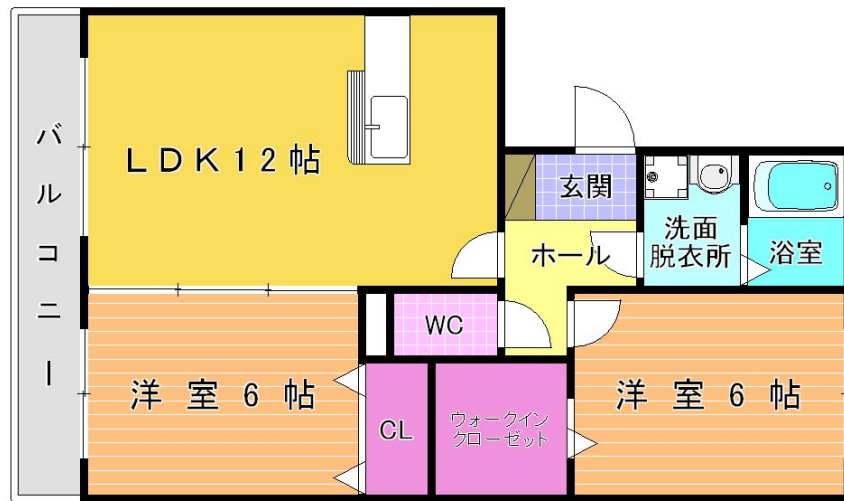 バルコニー
LDK12帖
玄関
ホール
洗面
脱衣所
浴室
WC
洋室6帖
CL
ウォークイン
クローゼット
洋室6帖